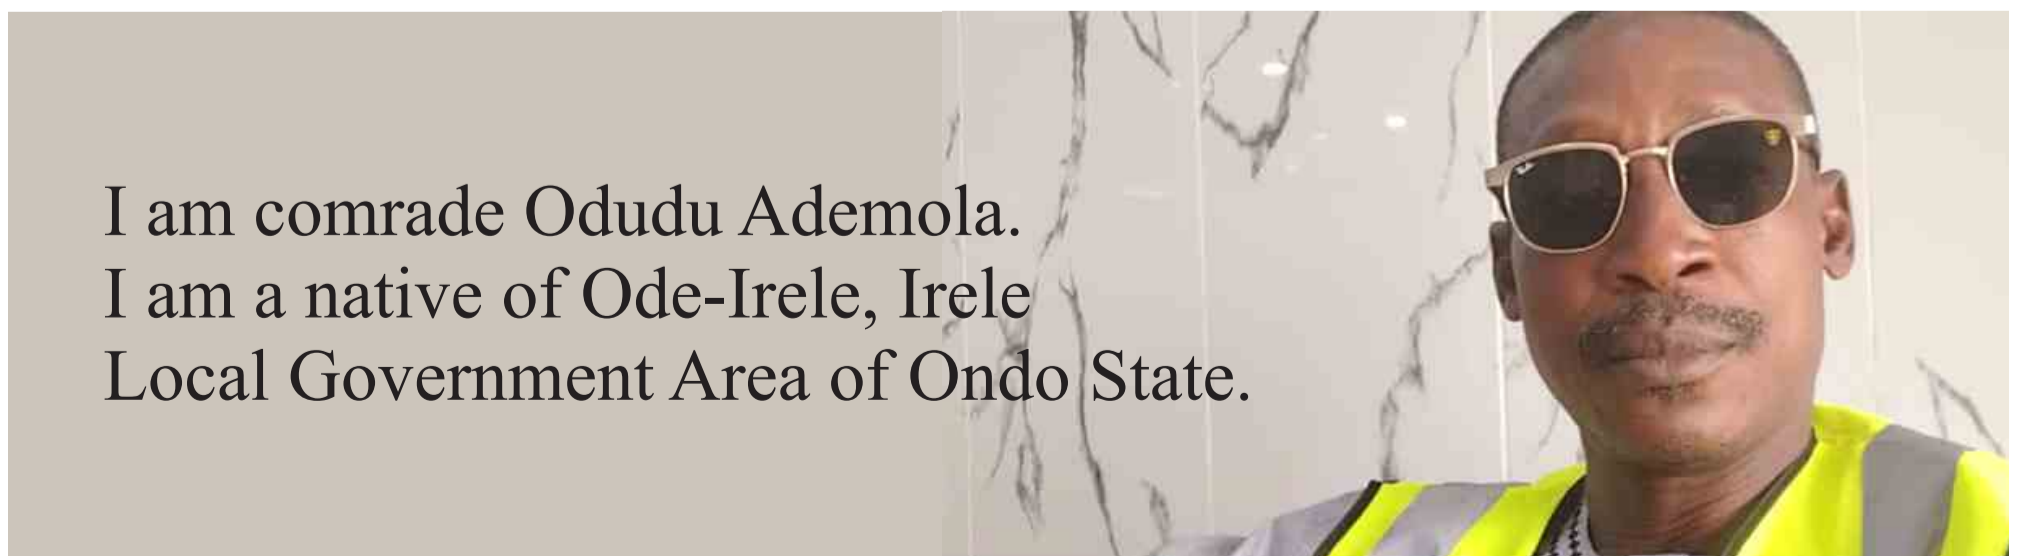 I am comrade Odudu Ademola.
I am a native of Ode-Irele, Irele
Local Government Area of Ondo State.